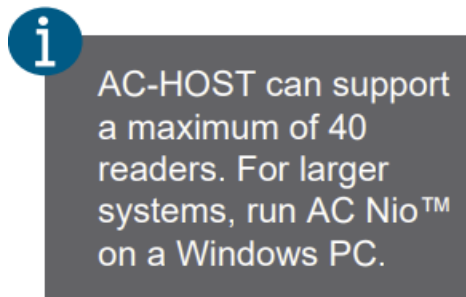 i
AC-HOST can support
a maximum of 40
readers. For larger
systems, run AC Nio™
on a Windows PC.